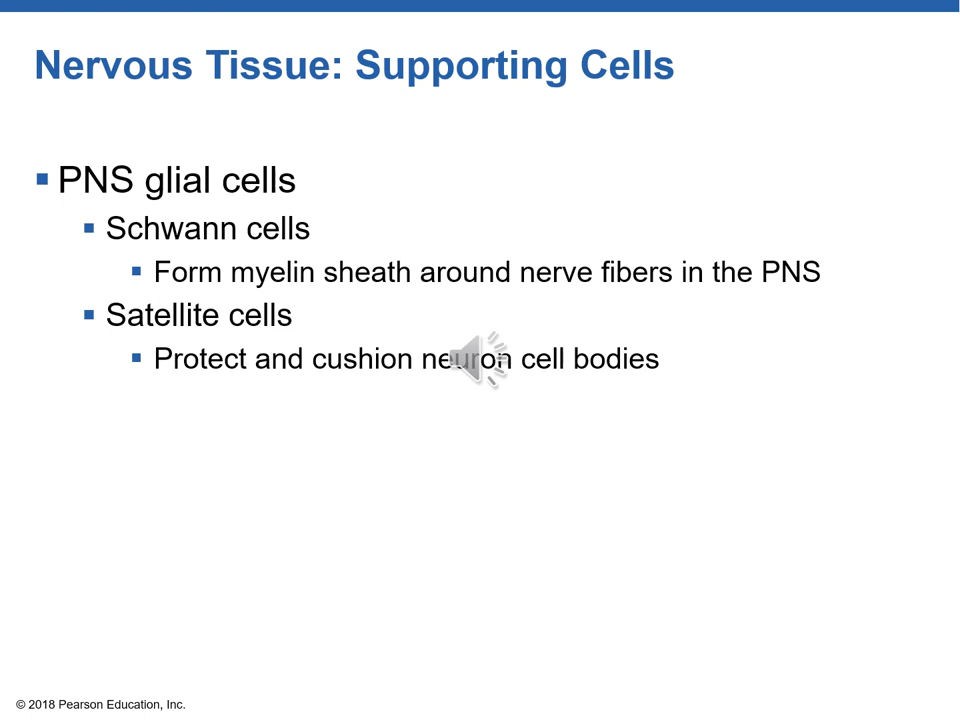 Nervous Tissue: Supporting Cells
PNS glial cells
Schwann cells
Form myelin sheath around nerve fibers in the PNS
Satellite cells
Protect and cushion neuron cell bodies
© 2018 Pearson Education, Inc.